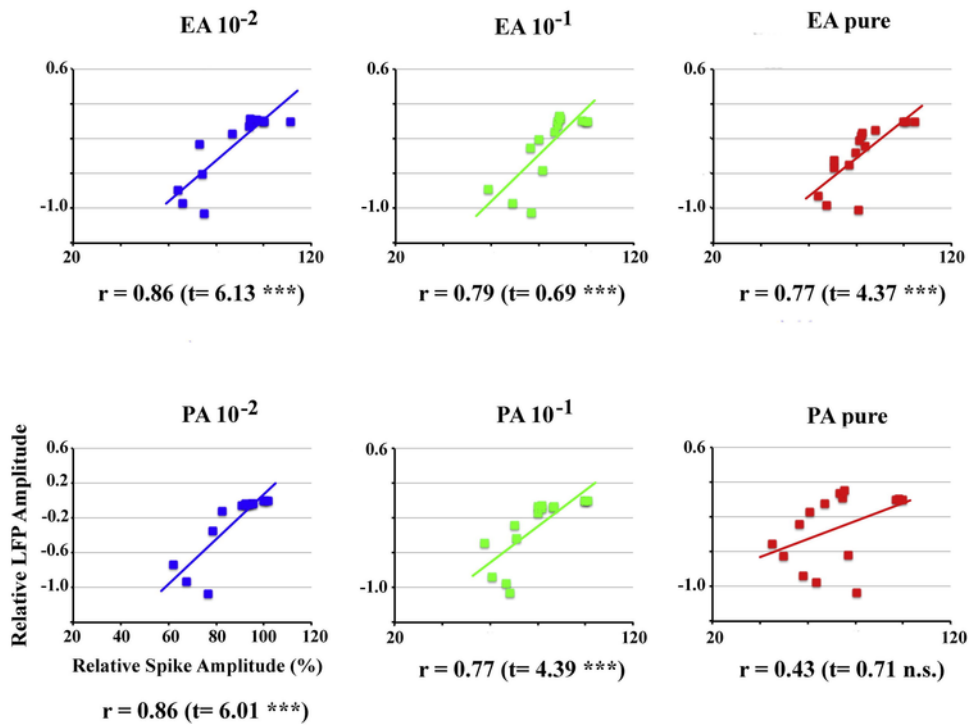 EA 10⁻²
EA 10⁻¹
EA pure
0.6
-1.0
20
120
0.6
-1.0
20
120
0.6
-1.0
20
120
r = 0.86 (t= 6.13 ***)
r = 0.79 (t= 0.69 ***)
r = 0.77 (t= 4.37 ***)
PA 10⁻²
PA 10⁻¹
PA pure
Relative LFP Amplitude
0.6
0.2
-0.2
-0.6
-1.0
20 40 60 80 100 120
Relative Spike Amplitude (%)
0.6
-1.0
20
120
0.6
-1.0
20
120
r = 0.86 (t= 6.01 ***)
r = 0.77 (t= 4.39 ***)
r = 0.43 (t= 0.71 n.s.)